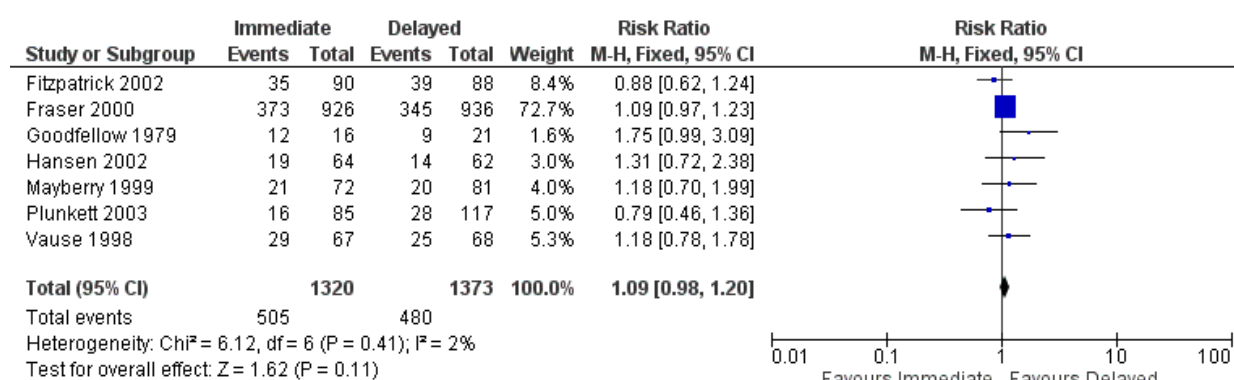 Immediate Delayed Risk Ratio Risk Ratio
Study or Subgroup Events Total Events Total Weight M-H, Fixed, 95% CI M-H, Fixed, 95% CI
Fitzpatrick 2002 35 90 39 88 8.4% 0.88 [0.62, 1.24]
Fraser 2000 373 926 345 936 72.7% 1.09 [0.97, 1.23]
Goodfellow 1979 12 16 9 21 1.6% 1.75 [0.99, 3.09]
Hansen 2002 19 64 14 62 3.0% 1.31 [0.72, 2.38]
Mayberry 1999 21 72 20 81 4.0% 1.18 [0.70, 1.99]
Plunkett 2003 16 85 28 117 5.0% 0.79 [0.46, 1.36]
Vause 1998 29 67 25 68 5.3% 1.18 [0.78, 1.78]
Total (95% CI) 1320 1373 100.0% 1.09 [0.98, 1.20]
Total events 505 480
Heterogeneity: Chi² = 6.12, df = 6 (P = 0.41); I² = 2%
Test for overall effect: Z = 1.62 (P = 0.11)
0.01 0.1 1 10 100
Favours Immediate Favours Delayed